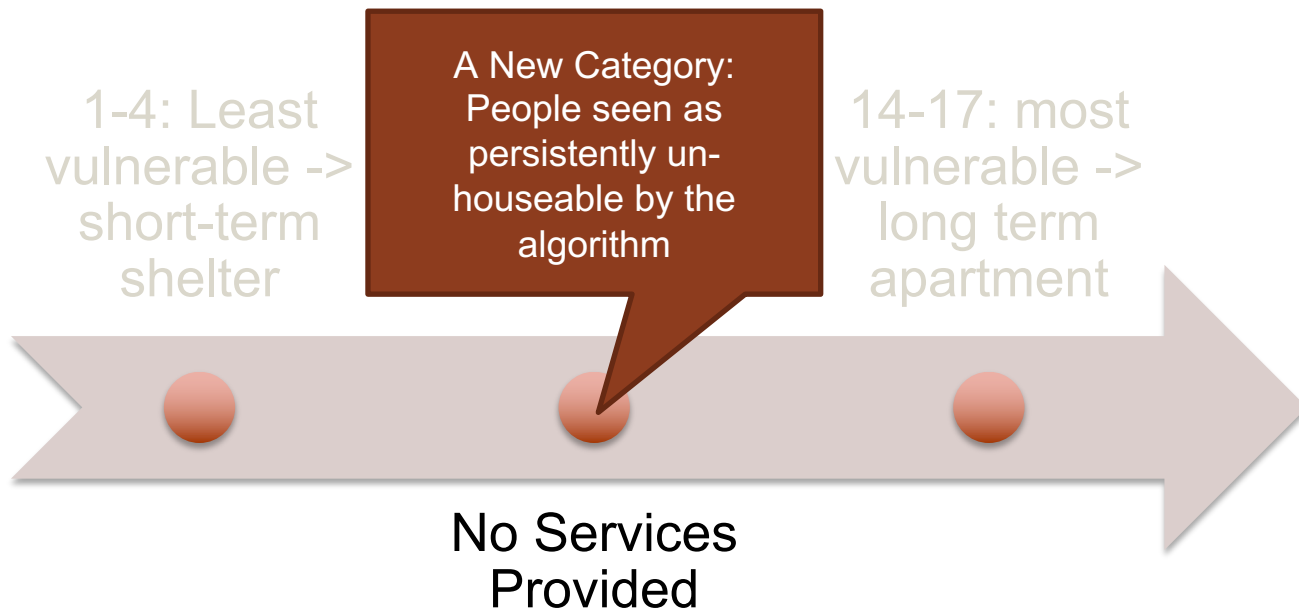 1-4: Least
vulnerable ->
short-term
shelter
A New Category:
People seen as
persistently un-
houseable by the
algorithm
14-17: most
vulnerable ->
long term
apartment
No Services
Provided